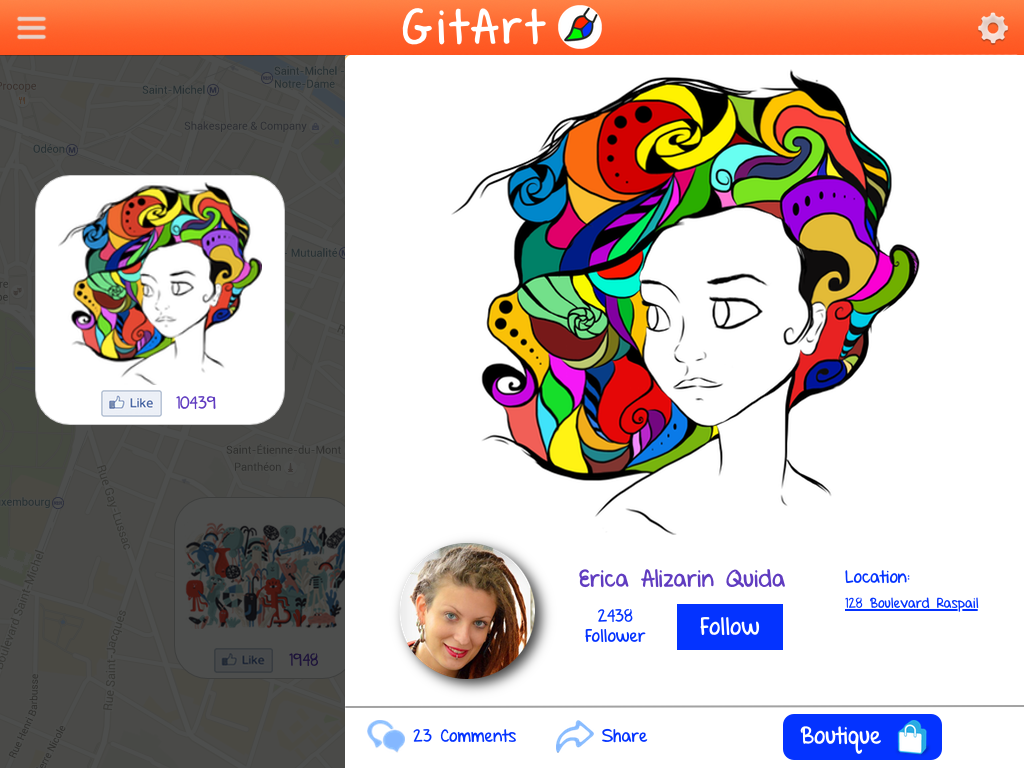 GitArt
Procope
Saint-Michel -
Notre-Dame
Saint-Michel M
Shakespeare & Company
Odéon M
Mutualité
Like 10439
Saint-Étienne-du-Mont
Panthéon
Rue Gay-Lussac
Boulevard Saint-Michel
Rue Saint-Jacques
Rue Henri Barbusse
Like 1948
Erica Alizarin Quida
2438
Follower
Follow
Location:
128 Boulevard Raspail
23 Comments
Share
Boutique